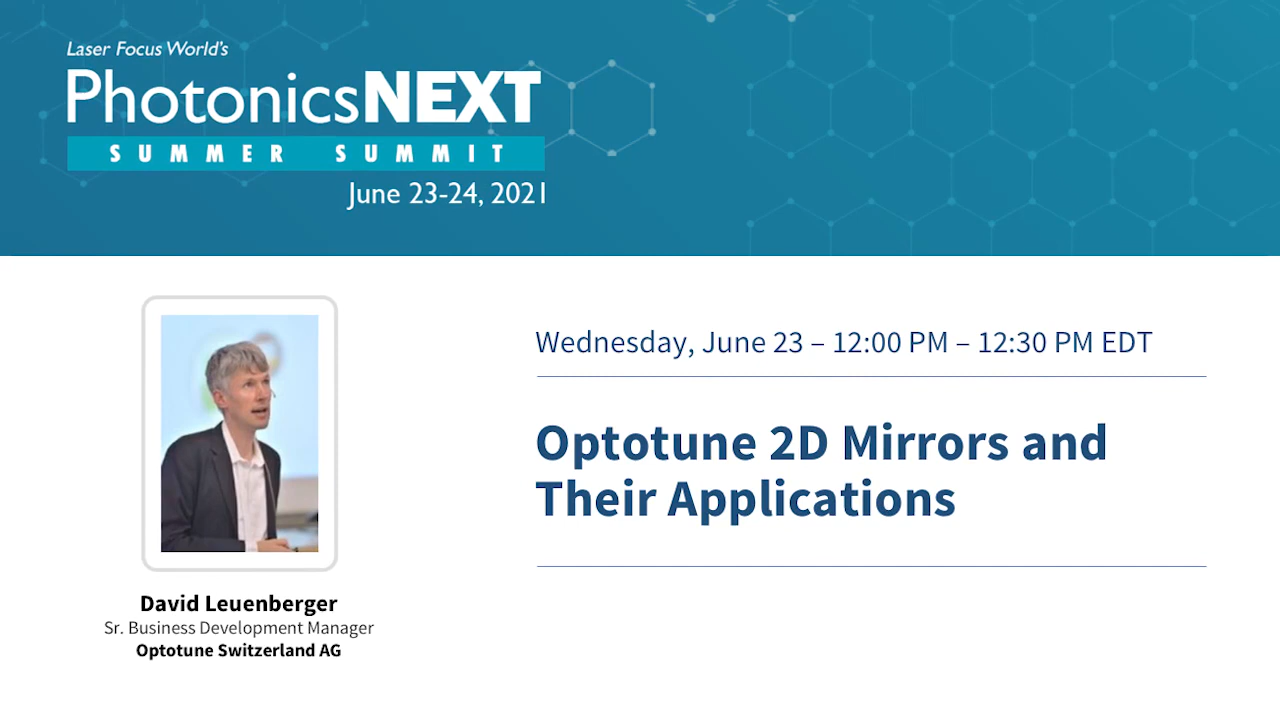 Laser Focus World's
PhotonicsNEXT
SUMMER SUMMIT
June 23-24, 2021
Wednesday, June 23 – 12:00 PM – 12:30 PM EDT
Optotune 2D Mirrors and
Their Applications
David Leuenberger
Sr. Business Development Manager
Optotune Switzerland AG